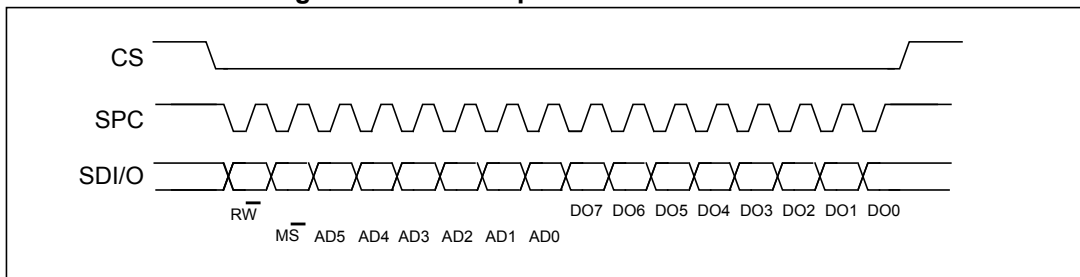 CS
SPC
SDI/O
RW̅
DO7 DO6 DO5 DO4 DO3 DO2 DO1 DO0
MS̅ AD5 AD4 AD3 AD2 AD1 AD0